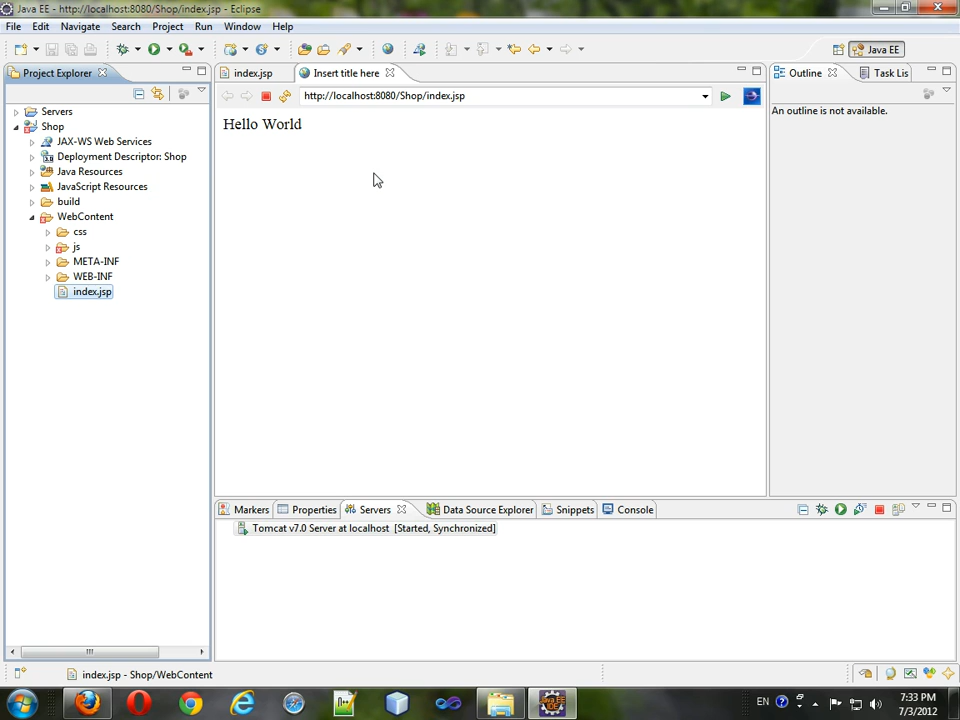 Java EE - http://localhost:8080/Shop/index.jsp - Eclipse
File Edit Navigate Search Project Run Window Help
Java EE
Project Explorer
index.jsp
Insert title here
Outline
Task Lis
http://localhost:8080/Shop/index.jsp
Hello World
An outline is not available.
Servers
Shop
JAX-WS Web Services
Deployment Descriptor: Shop
Java Resources
JavaScript Resources
build
WebContent
css
js
META-INF
WEB-INF
index.jsp
Markers
Properties
Servers
Data Source Explorer
Snippets
Console
Tomcat v7.0 Server at localhost [Started, Synchronized]
index.jsp - Shop/WebContent
Java EE
IDE
EN
7:33 PM
7/3/2012